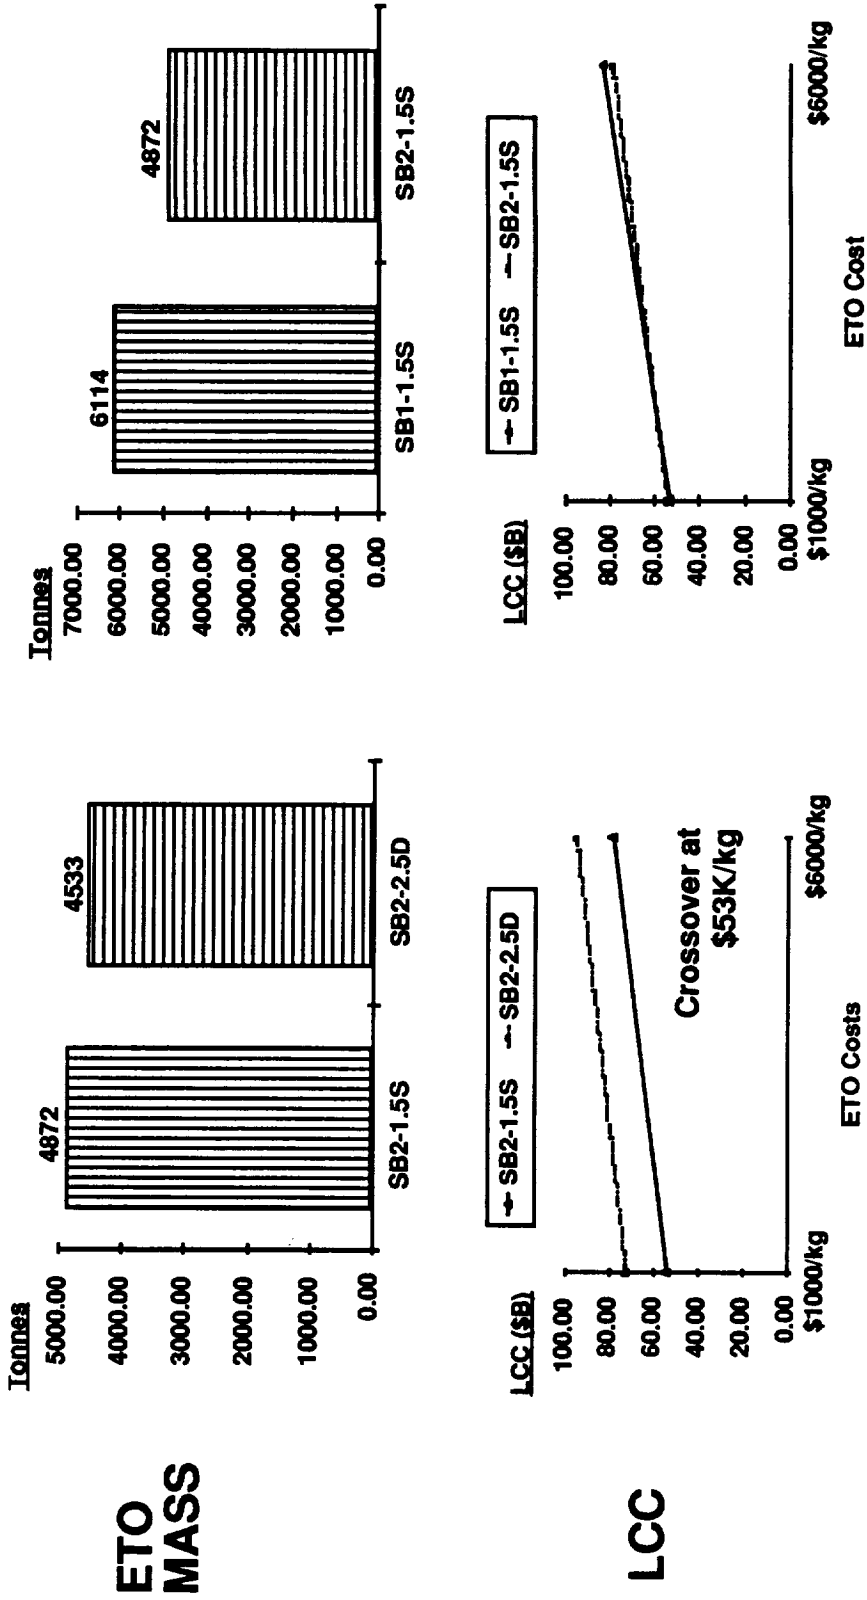 ETO
MASS
Tonnes
5000.00
4000.00
3000.00
2000.00
1000.00
0.00
4872
4533
SB2-1.5S
SB2-2.5D
Tonnes
7000.00
6000.00
5000.00
4000.00
3000.00
2000.00
1000.00
0.00
6114
4872
SB1-1.5S
SB2-1.5S
LCC
SB2-1.5S SB2-2.5D
LCC ($B)
100.00
80.00
60.00
40.00
20.00
0.00
Crossover at
$53K/kg
$1000/kg
$6000/kg
ETO Costs
SB1-1.5S SB2-1.5S
LCC ($B)
100.00
80.00
60.00
40.00
20.00
0.00
$1000/kg
$6000/kg
ETO Cost